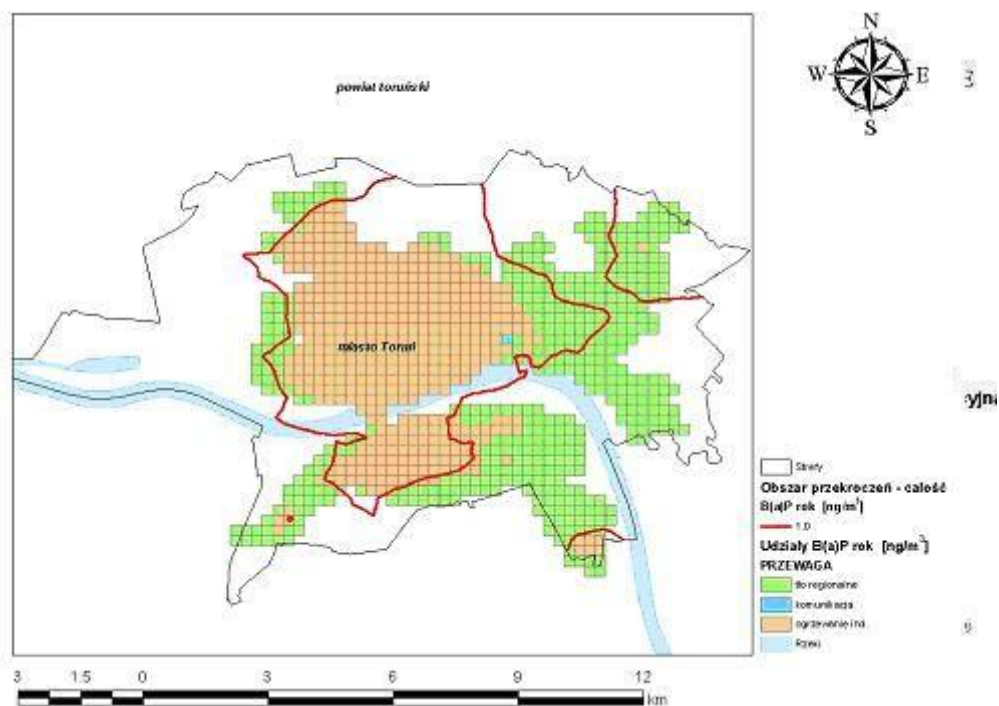 N
W E
S
powiat toruński
miasto Toruń
yjna
Strefy
Obszar przekroczeń - całość
B(a)P rok [ng/m³]
1.0
Udziały B(a)P rok [ng/m³]
PRZEWAGA
tło regionalne
komunikacja
ogrzewanie ind.
Rzeki
3 1.5 0 3 6 9 12
km